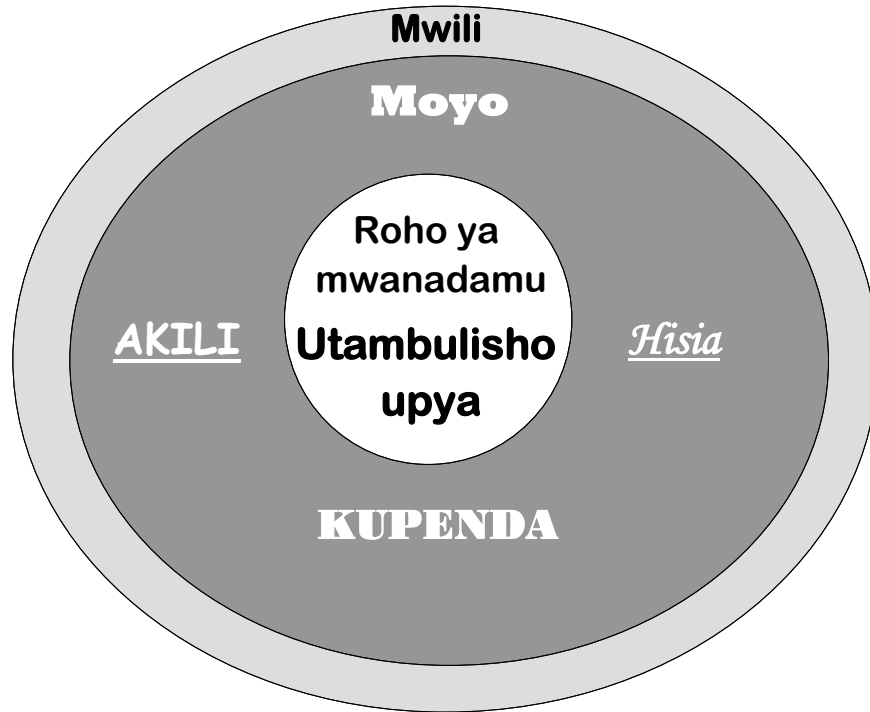 Mwili
Moyo
Roho ya
mwanadamu
AKILI
Utambulisho
upya
Hisia
KUPENDA